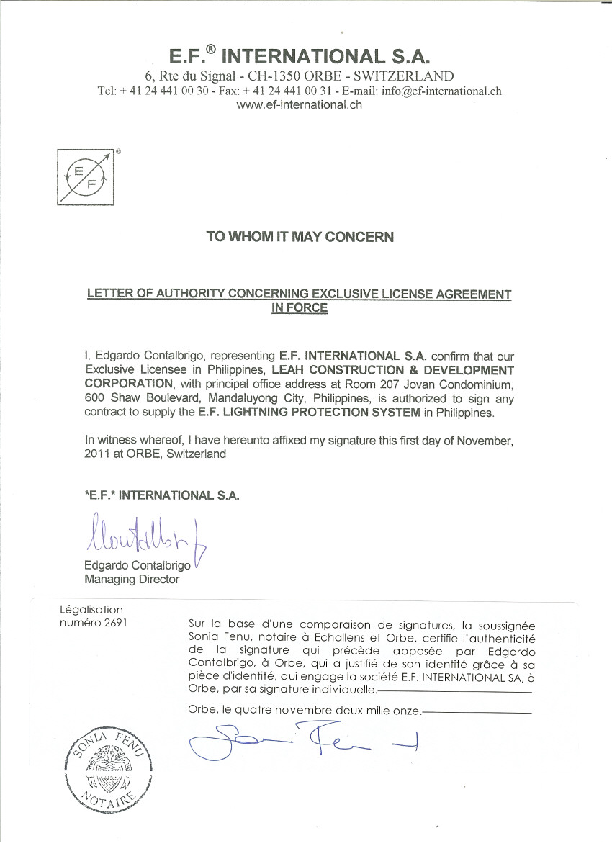 E.F.® INTERNATIONAL S.A.
6, Rte du Signal - CH-1350 ORBE - SWITZERLAND
Tel: + 41 24 441 00 30 - Fax: + 41 24 441 00 31 - E-mail: info@ef-international.ch
www.ef-international.ch
E F ®
TO WHOM IT MAY CONCERN
LETTER OF AUTHORITY CONCERNING EXCLUSIVE LICENSE AGREEMENT
IN FORCE
I, Edgardo Contalbrigo, representing E.F. INTERNATIONAL S.A. confirm that our
Exclusive Licensee in Philippines, LEAH CONSTRUCTION & DEVELOPMENT
CORPORATION, with principal office address at Room 207 Jovan Condominium,
600 Shaw Boulevard, Mandaluyong City, Philippines, is authorized to sign any
contract to supply the E.F. LIGHTNING PROTECTION SYSTEM in Philippines.
In witness whereof, I have hereunto affixed my signature this first day of November,
2011 at ORBE, Switzerland
"E.F." INTERNATIONAL S.A.
Edgardo Contalbrigo
Managing Director
Légalisation
numéro 2691
Sur la base d'une comparaison de signatures, la soussignée
Sonia Fenu, notaire à Echallens et Orbe, certifie l'authenticité
de la signature qui précède apposée par Edgardo
Contalbrigo, à Orbe, qui a justifié de son identité grâce à sa
pièce d'identité, qui engage la société E.F. INTERNATIONAL SA, à
Orbe, par sa signature individuelle.
Orbe, le quatre novembre deux mille onze.
SONIA FENU
NOTAIRE